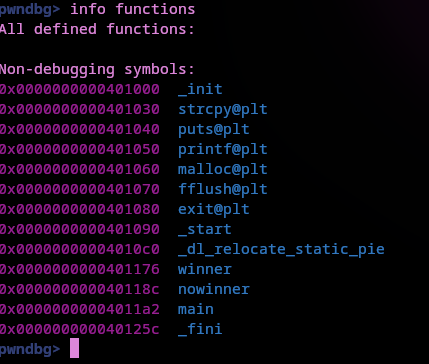 pwndbg> info functions
All defined functions:

Non-debugging symbols:
0x0000000000401000  _init
0x0000000000401030  strcpy@plt
0x0000000000401040  puts@plt
0x0000000000401050  printf@plt
0x0000000000401060  malloc@plt
0x0000000000401070  fflush@plt
0x0000000000401080  exit@plt
0x0000000000401090  _start
0x00000000004010c0  _dl_relocate_static_pie
0x0000000000401176  winner
0x000000000040118c  nowinner
0x00000000004011a2  main
0x000000000040125c  _fini
pwndbg>